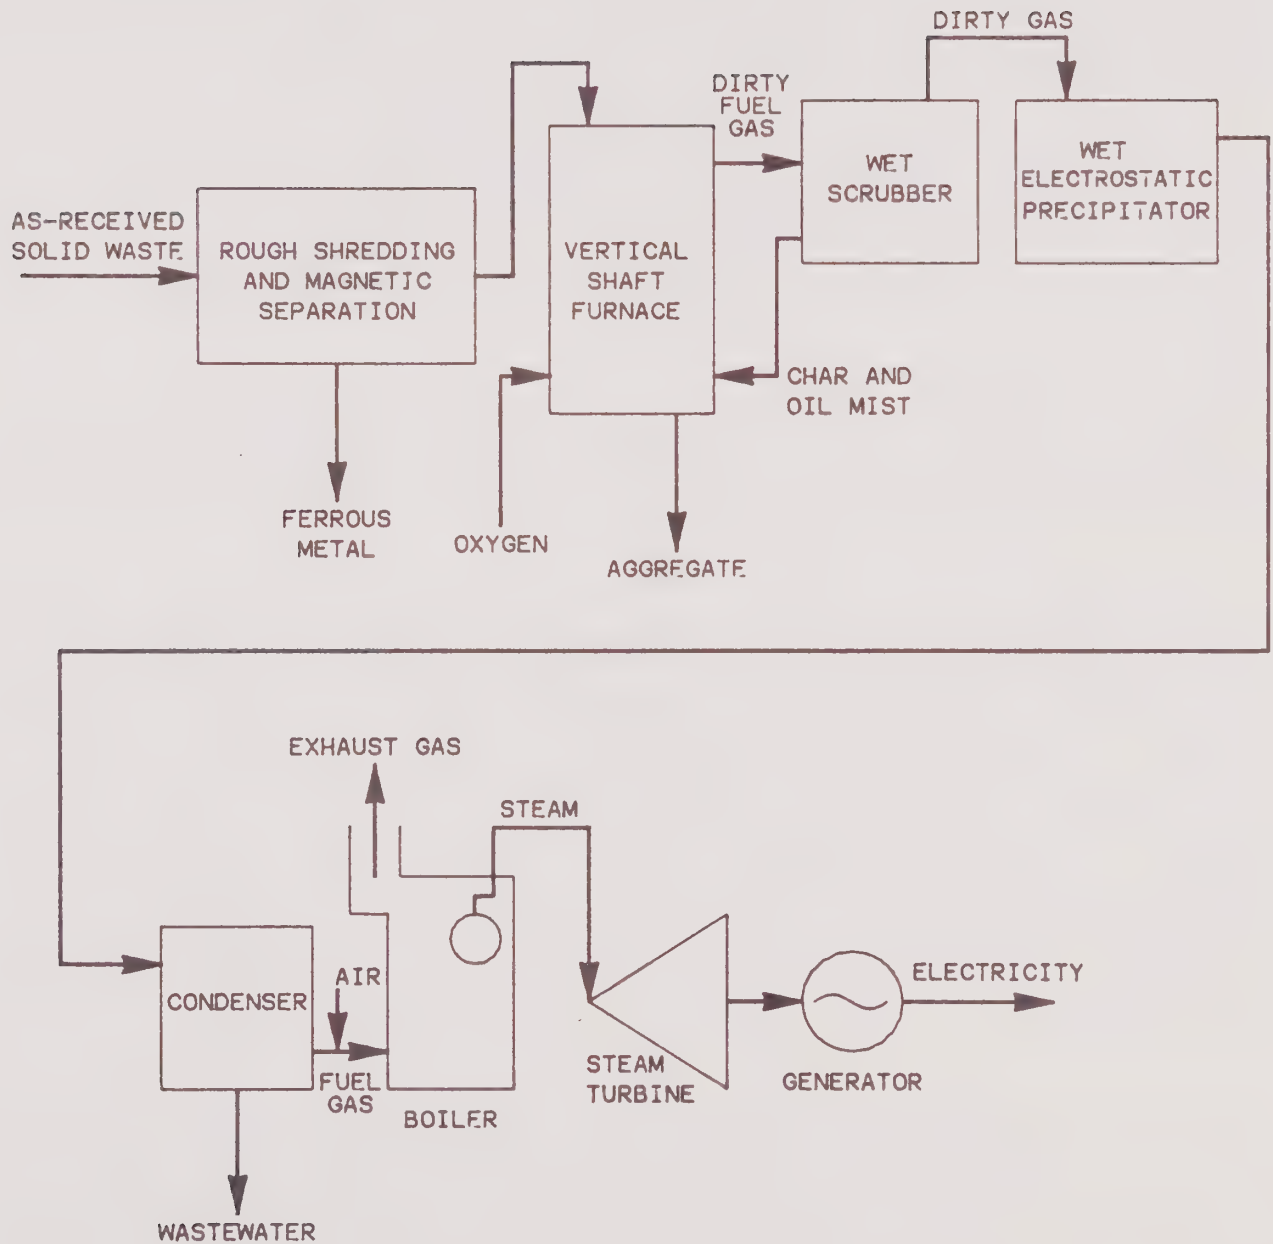 DIRTY GAS
DIRTY
FUEL
GAS
WET
SCRUBBER
WET
ELECTROSTATIC
PRECIPITATOR
AS-RECEIVED
SOLID WASTE
ROUGH SHREDDING
AND MAGNETIC
SEPARATION
VERTICAL
SHAFT
FURNACE
CHAR AND
OIL MIST
FERROUS
METAL
OXYGEN
AGGREGATE
EXHAUST GAS
STEAM
AIR
CONDENSER
ELECTRICITY
FUEL
GAS
BOILER
STEAM
TURBINE
GENERATOR
WASTEWATER